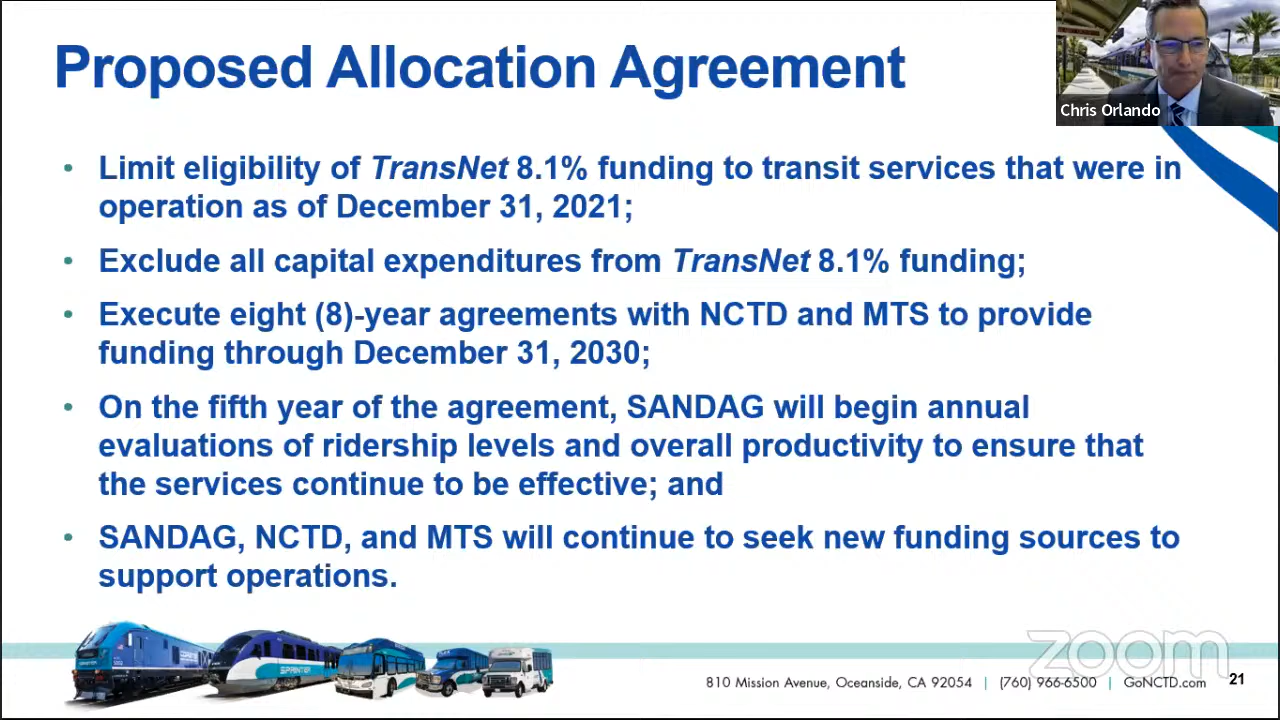 Proposed Allocation Agreement
Chris Orlando
• Limit eligibility of TransNet 8.1% funding to transit services that were in
operation as of December 31, 2021;
• Exclude all capital expenditures from TransNet 8.1% funding;
• Execute eight (8)-year agreements with NCTD and MTS to provide
funding through December 31, 2030;
• On the fifth year of the agreement, SANDAG will begin annual
evaluations of ridership levels and overall productivity to ensure that
the services continue to be effective; and
• SANDAG, NCTD, and MTS will continue to seek new funding sources to
support operations.
COASTER
SPRINTER
zoom
810 Mission Avenue, Oceanside, CA 92054 | (760) 966-6500 | GoNCTD.com 21